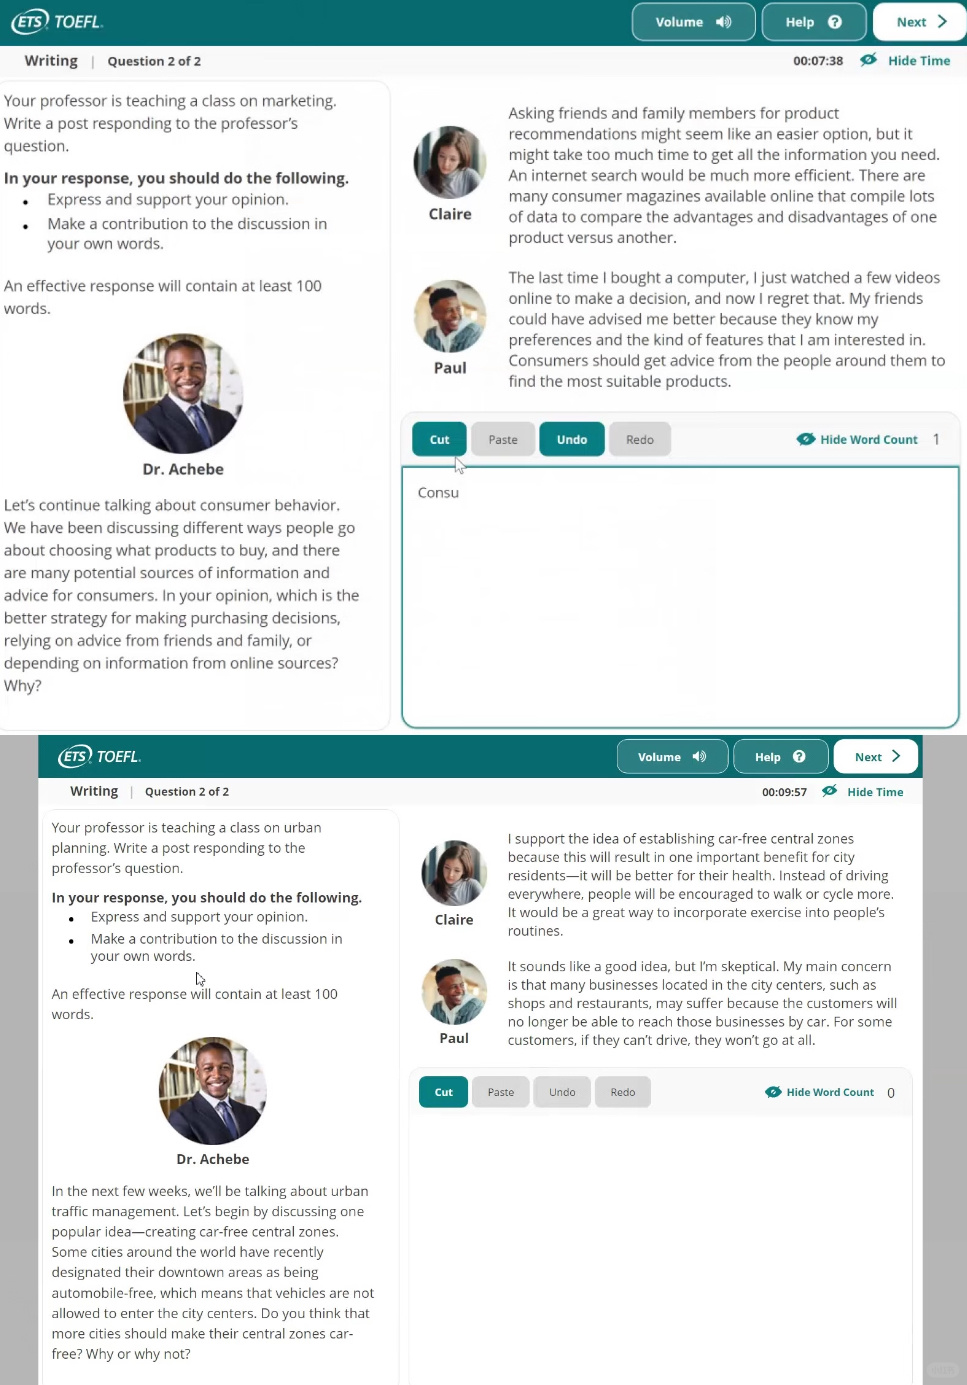 ETS TOEFL.
Volume
Help
Next
Writing | Question 2 of 2
00:07:38 Hide Time
Your professor is teaching a class on marketing.
Write a post responding to the professor's
question.
In your response, you should do the following.
• Express and support your opinion.
• Make a contribution to the discussion in
your own words.
An effective response will contain at least 100
words.
Dr. Achebe
Let's continue talking about consumer behavior.
We have been discussing different ways people go
about choosing what products to buy, and there
are many potential sources of information and
advice for consumers. In your opinion, which is the
better strategy for making purchasing decisions,
relying on advice from friends and family, or
depending on information from online sources?
Why?
Asking friends and family members for product
recommendations might seem like an easier option, but it
might take too much time to get all the information you need.
An internet search would be much more efficient. There are
many consumer magazines available online that compile lots
of data to compare the advantages and disadvantages of one
product versus another.
Claire
The last time I bought a computer, I just watched a few videos
online to make a decision, and now I regret that. My friends
could have advised me better because they know my
preferences and the kind of features that I am interested in.
Consumers should get advice from the people around them to
find the most suitable products.
Paul
Cut
Paste
Undo
Redo
Hide Word Count 1
Consu
ETS TOEFL.
Volume
Help
Next
Writing | Question 2 of 2
00:09:57 Hide Time
Your professor is teaching a class on urban
planning. Write a post responding to the
professor's question.
In your response, you should do the following.
• Express and support your opinion.
• Make a contribution to the discussion in
your own words.
An effective response will contain at least 100
words.
Dr. Achebe
In the next few weeks, we'll be talking about urban
traffic management. Let's begin by discussing one
popular idea—creating car-free central zones.
Some cities around the world have recently
designated their downtown areas as being
automobile-free, which means that vehicles are not
allowed to enter the city centers. Do you think that
more cities should make their central zones car-
free? Why or why not?
I support the idea of establishing car-free central zones
because this will result in one important benefit for city
residents—it will be better for their health. Instead of driving
everywhere, people will be encouraged to walk or cycle more.
It would be a great way to incorporate exercise into people's
routines.
Claire
It sounds like a good idea, but I'm skeptical. My main concern
is that many businesses located in the city centers, such as
shops and restaurants, may suffer because the customers will
no longer be able to reach those businesses by car. For some
customers, if they can't drive, they won't go at all.
Paul
Cut
Paste
Undo
Redo
Hide Word Count 0